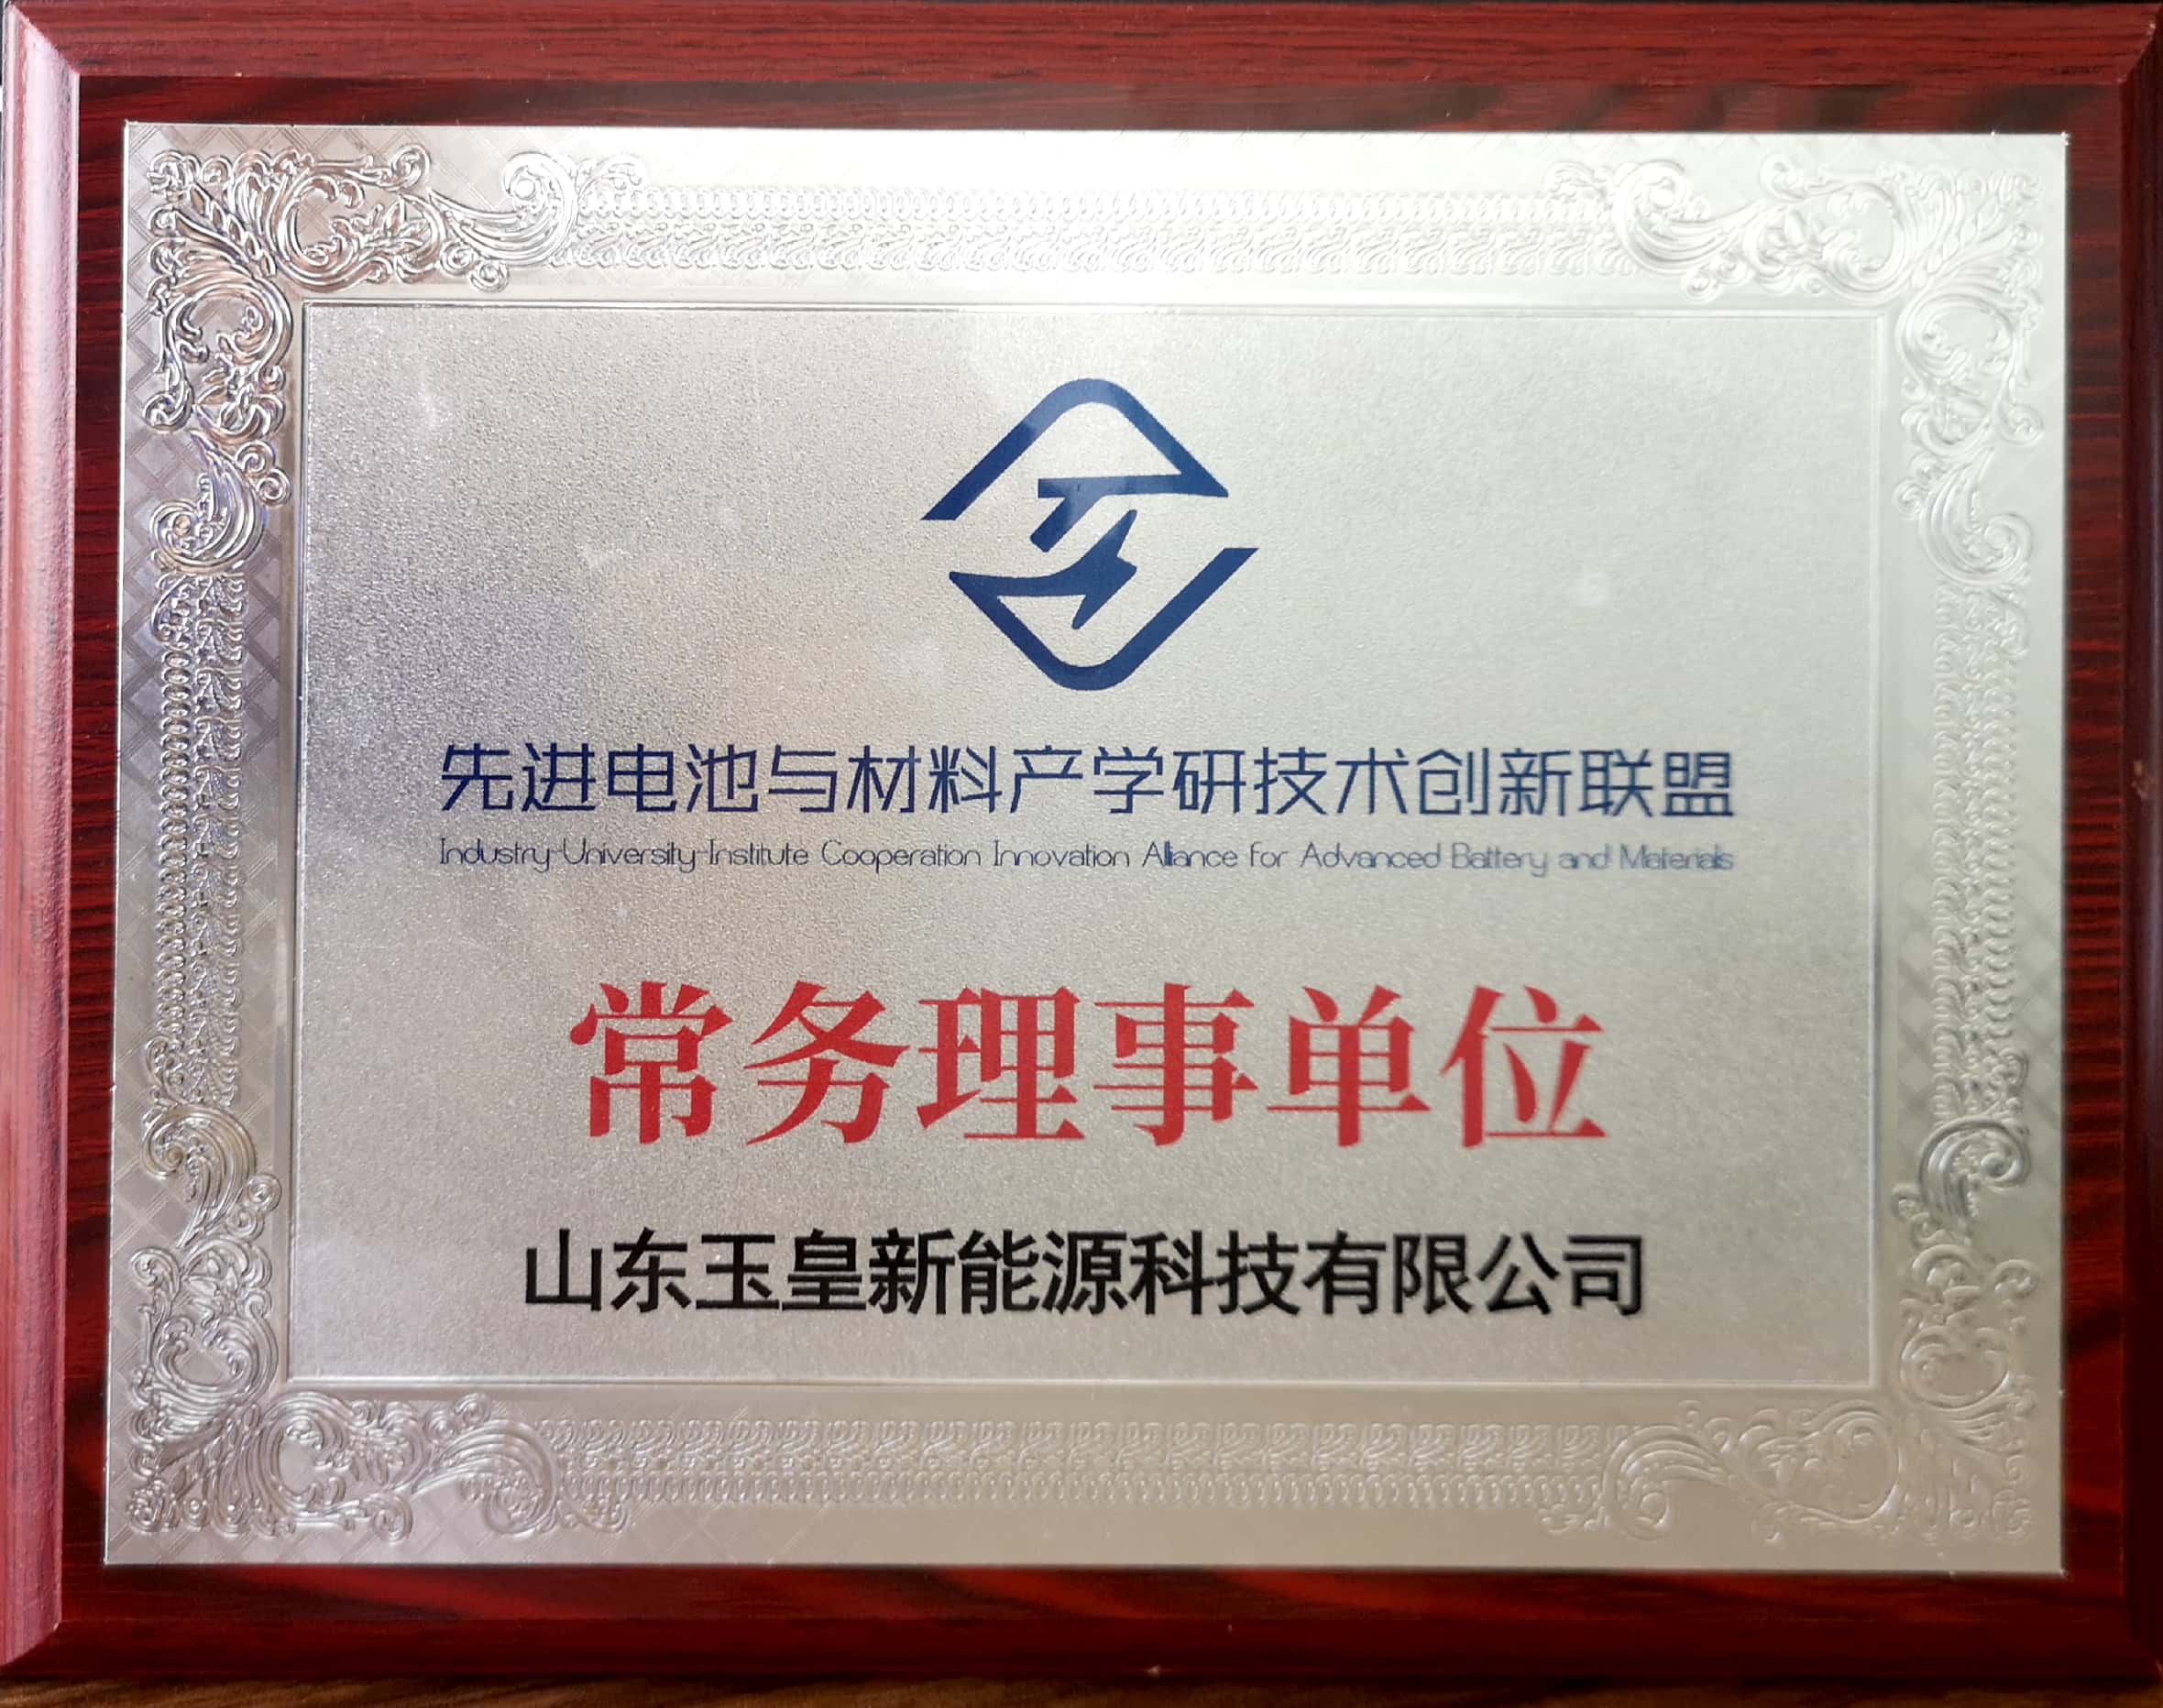 先进电池与材料产学研技术创新联盟
Industry-University-Institute Cooperation Innovation Alliance for Advanced Battery and Materials
常务理事单位
山东玉皇新能源科技有限公司